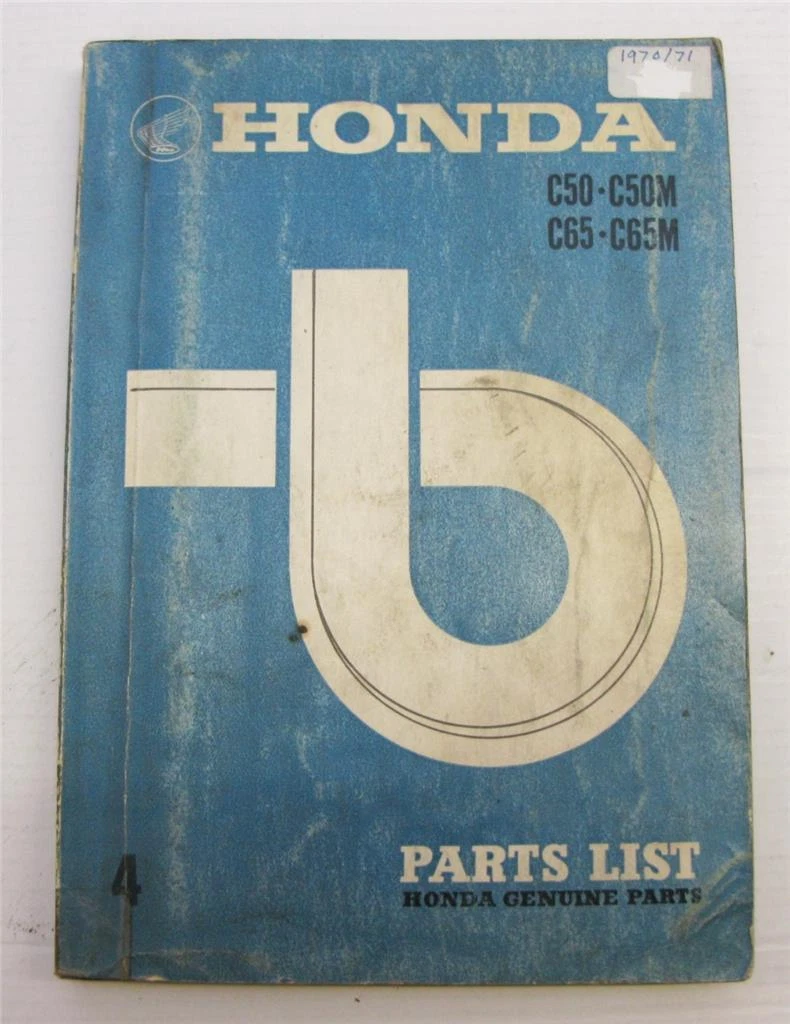 1970/71
HONDA
C50·C50M
C65·C65M
4
PARTS LIST
HONDA GENUINE PARTS